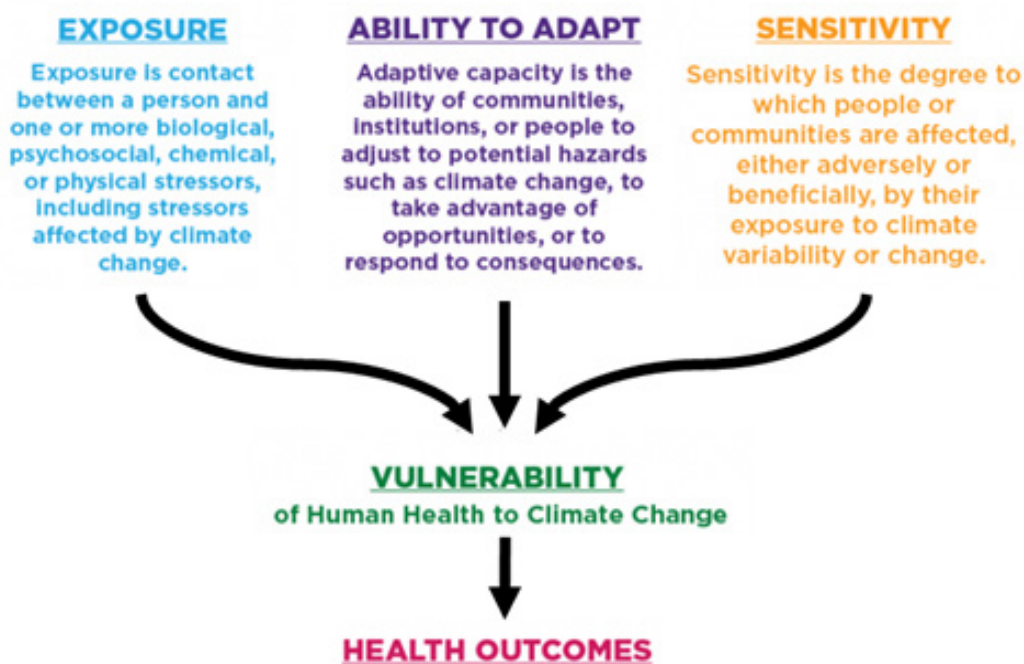 EXPOSURE
Exposure is contact
between a person and
one or more biological,
psychosocial, chemical,
or physical stressors,
including stressors
affected by climate
change.
ABILITY TO ADAPT
Adaptive capacity is the
ability of communities,
institutions, or people to
adjust to potential hazards
such as climate change, to
take advantage of
opportunities, or to
respond to consequences.
SENSITIVITY
Sensitivity is the degree to
which people or
communities are affected,
either adversely or
beneficially, by their
exposure to climate
variability or change.
VULNERABILITY
of Human Health to Climate Change
HEALTH OUTCOMES